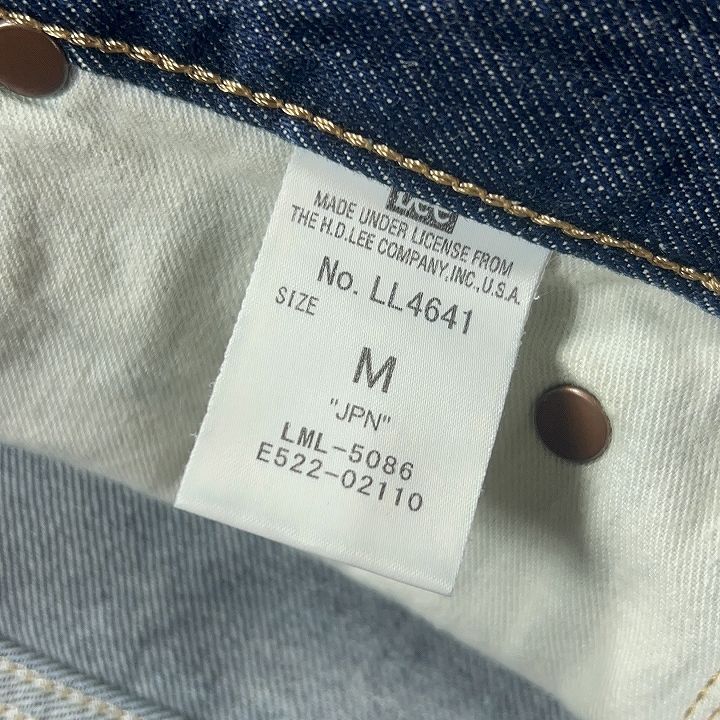 Lee
MADE UNDER LICENSE FROM
THE H.D.LEE COMPANY,INC.,U.S.A.
No. LL4641
SIZE
M
"JPN"
LML-5086
E522-02110